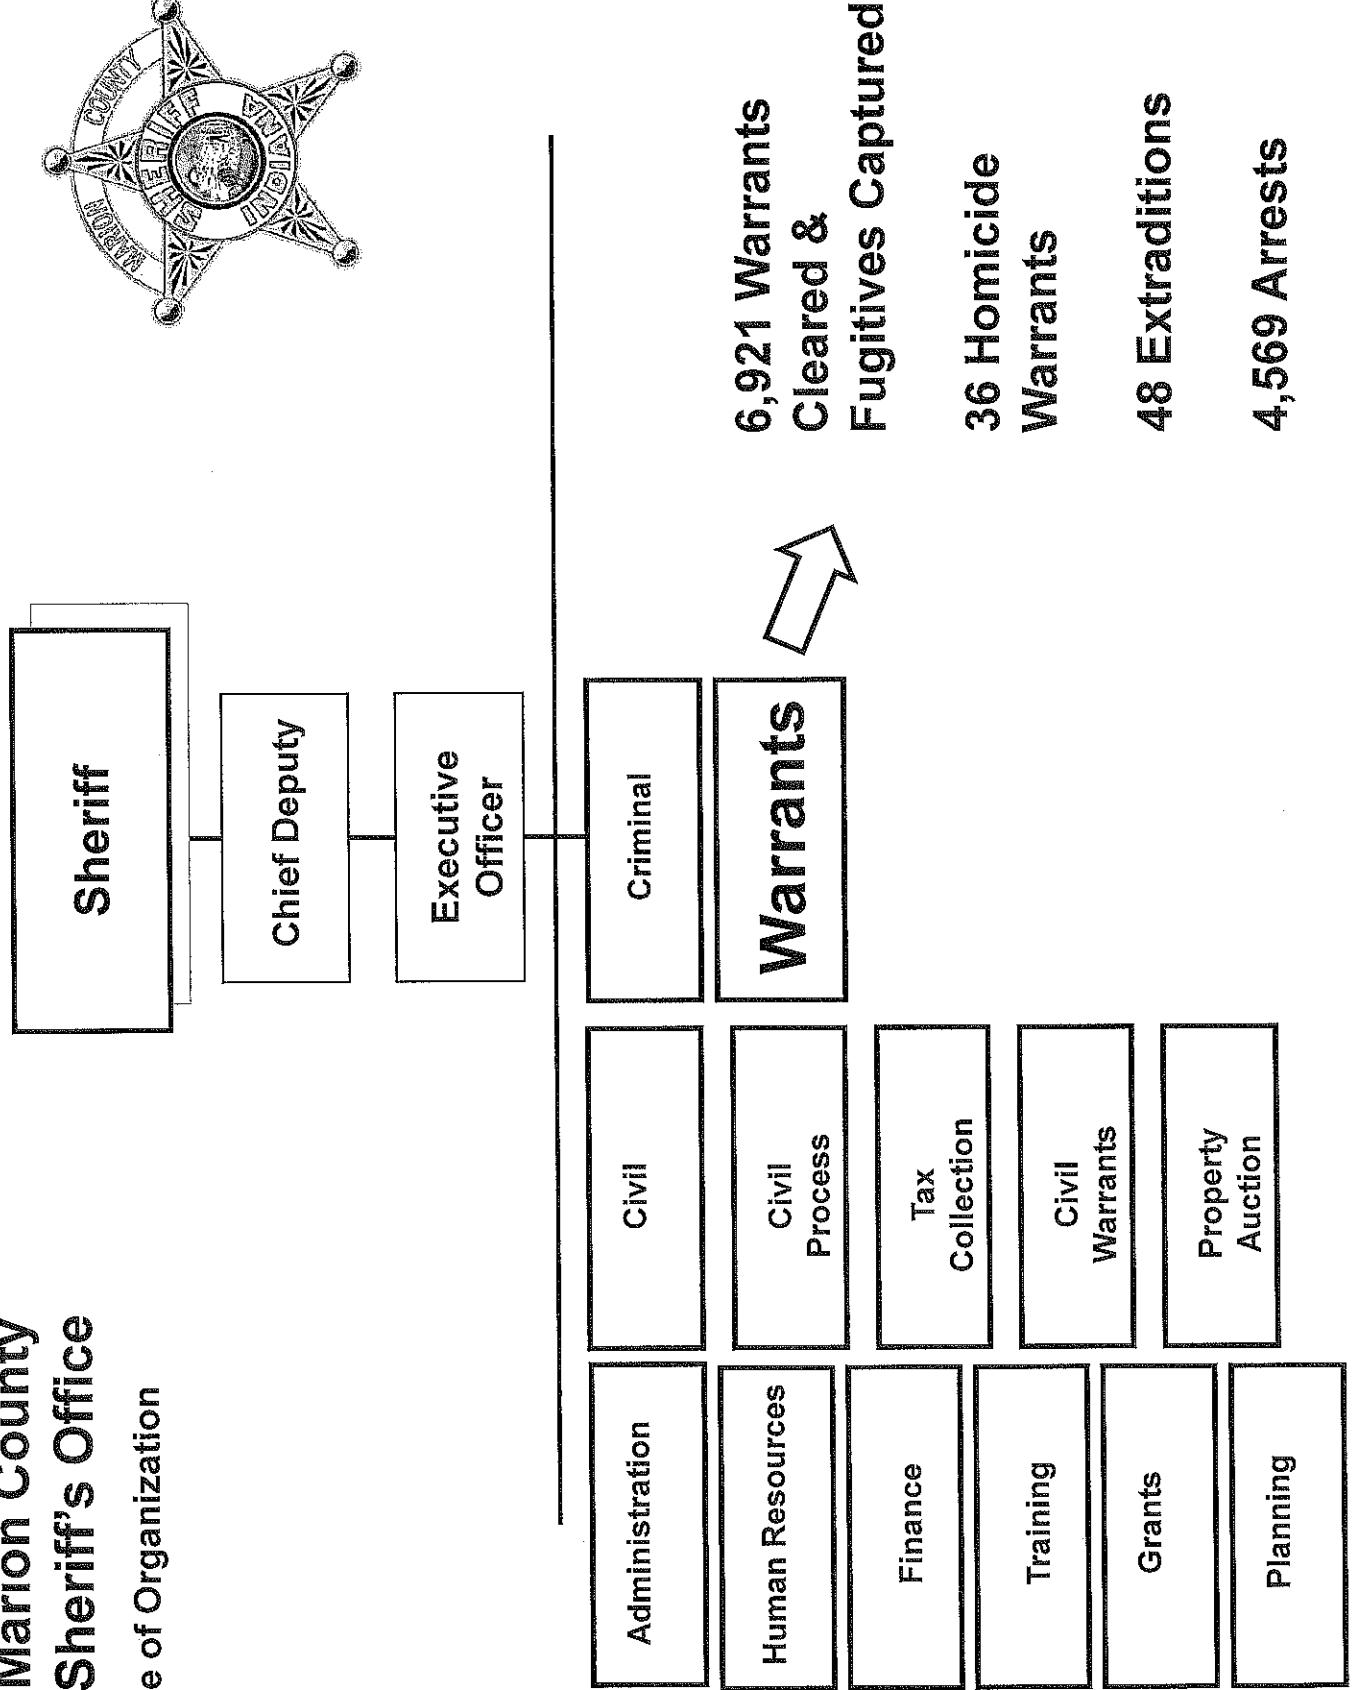 Marion County
Sheriff's Office
e of Organization
MARION COUNTY
SHERIFF
INDIANA
Sheriff
Chief Deputy
Executive
Officer
Administration
Human Resources
Finance
Training
Grants
Planning
Civil
Civil
Process
Tax
Collection
Civil
Warrants
Property
Auction
Criminal
Warrants
6,921 Warrants
Cleared &
Fugitives Captured
36 Homicide
Warrants
48 Extraditions
4,569 Arrests